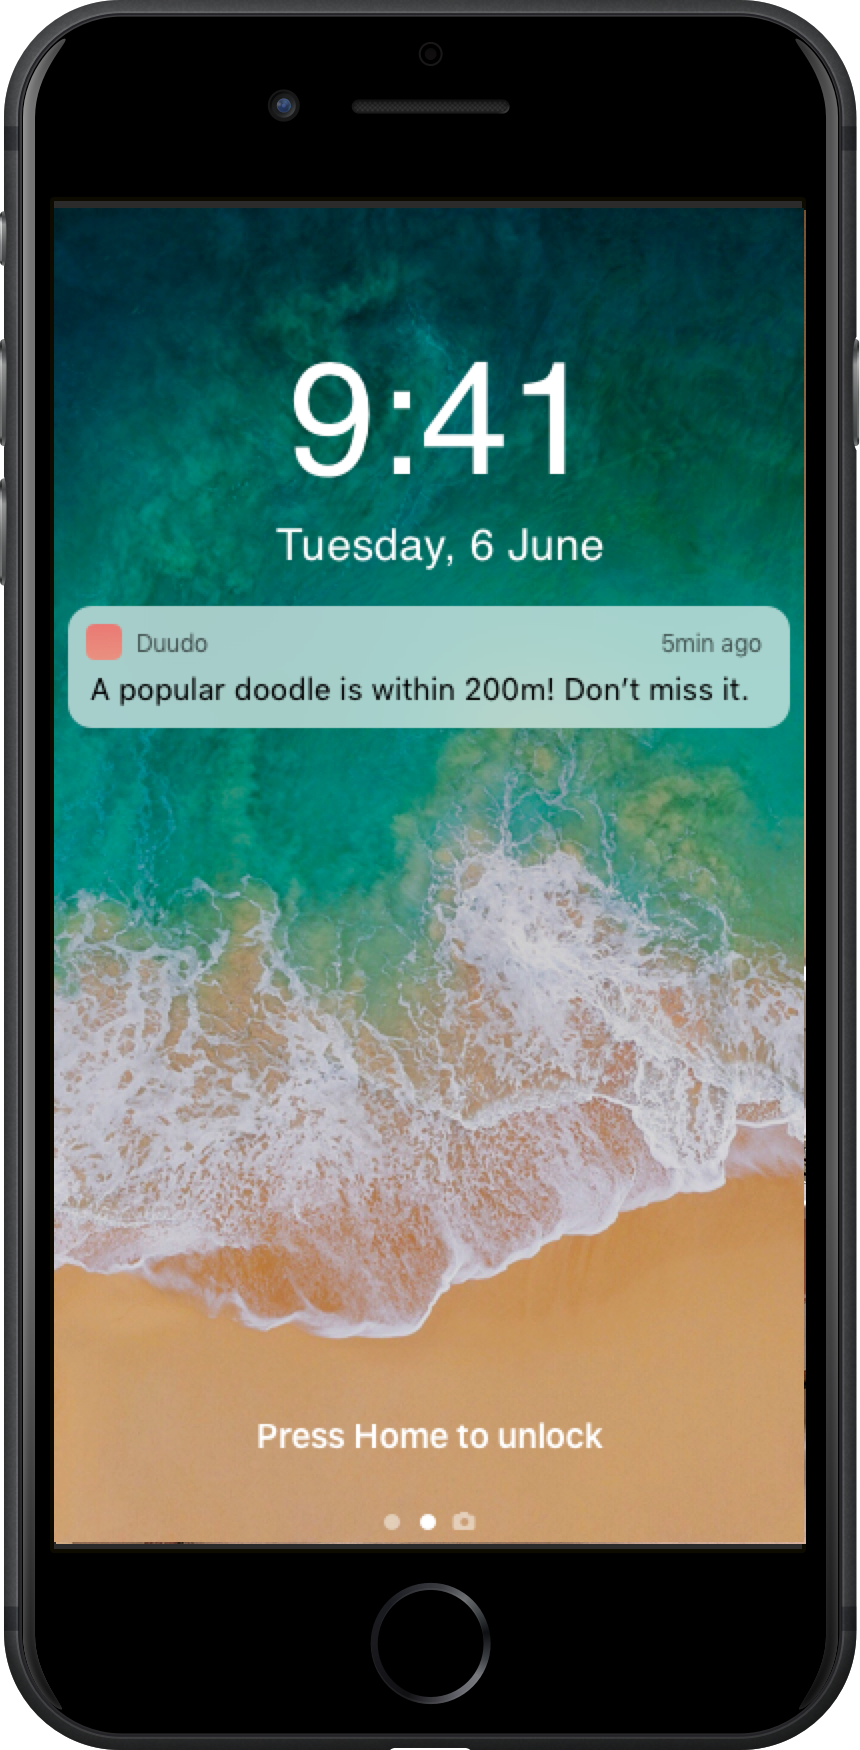 9:41
Tuesday, 6 June
Duudo 5min ago
A popular doodle is within 200m! Don’t miss it.
Press Home to unlock